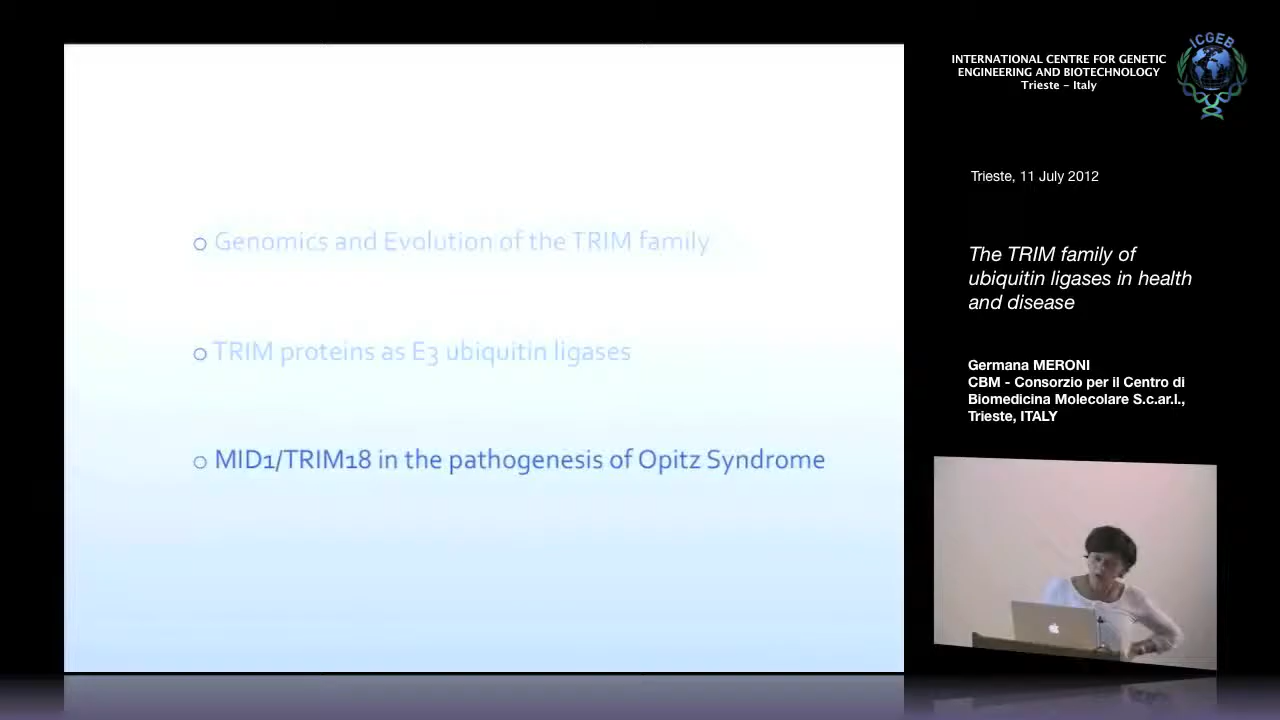 Genomics and Evolution of the TRIM family
TRIM proteins as E3 ubiquitin ligases
MID1/TRIM18 in the pathogenesis of Opitz Syndrome
INTERNATIONAL CENTRE FOR GENETIC
ENGINEERING AND BIOTECHNOLOGY
Trieste - Italy
ICGEB
Trieste, 11 July 2012
The TRIM family of
ubiquitin ligases in health
and disease
Germana MERONI
CBM - Consorzio per il Centro di
Biomedicina Molecolare S.c.ar.l.,
Trieste, ITALY